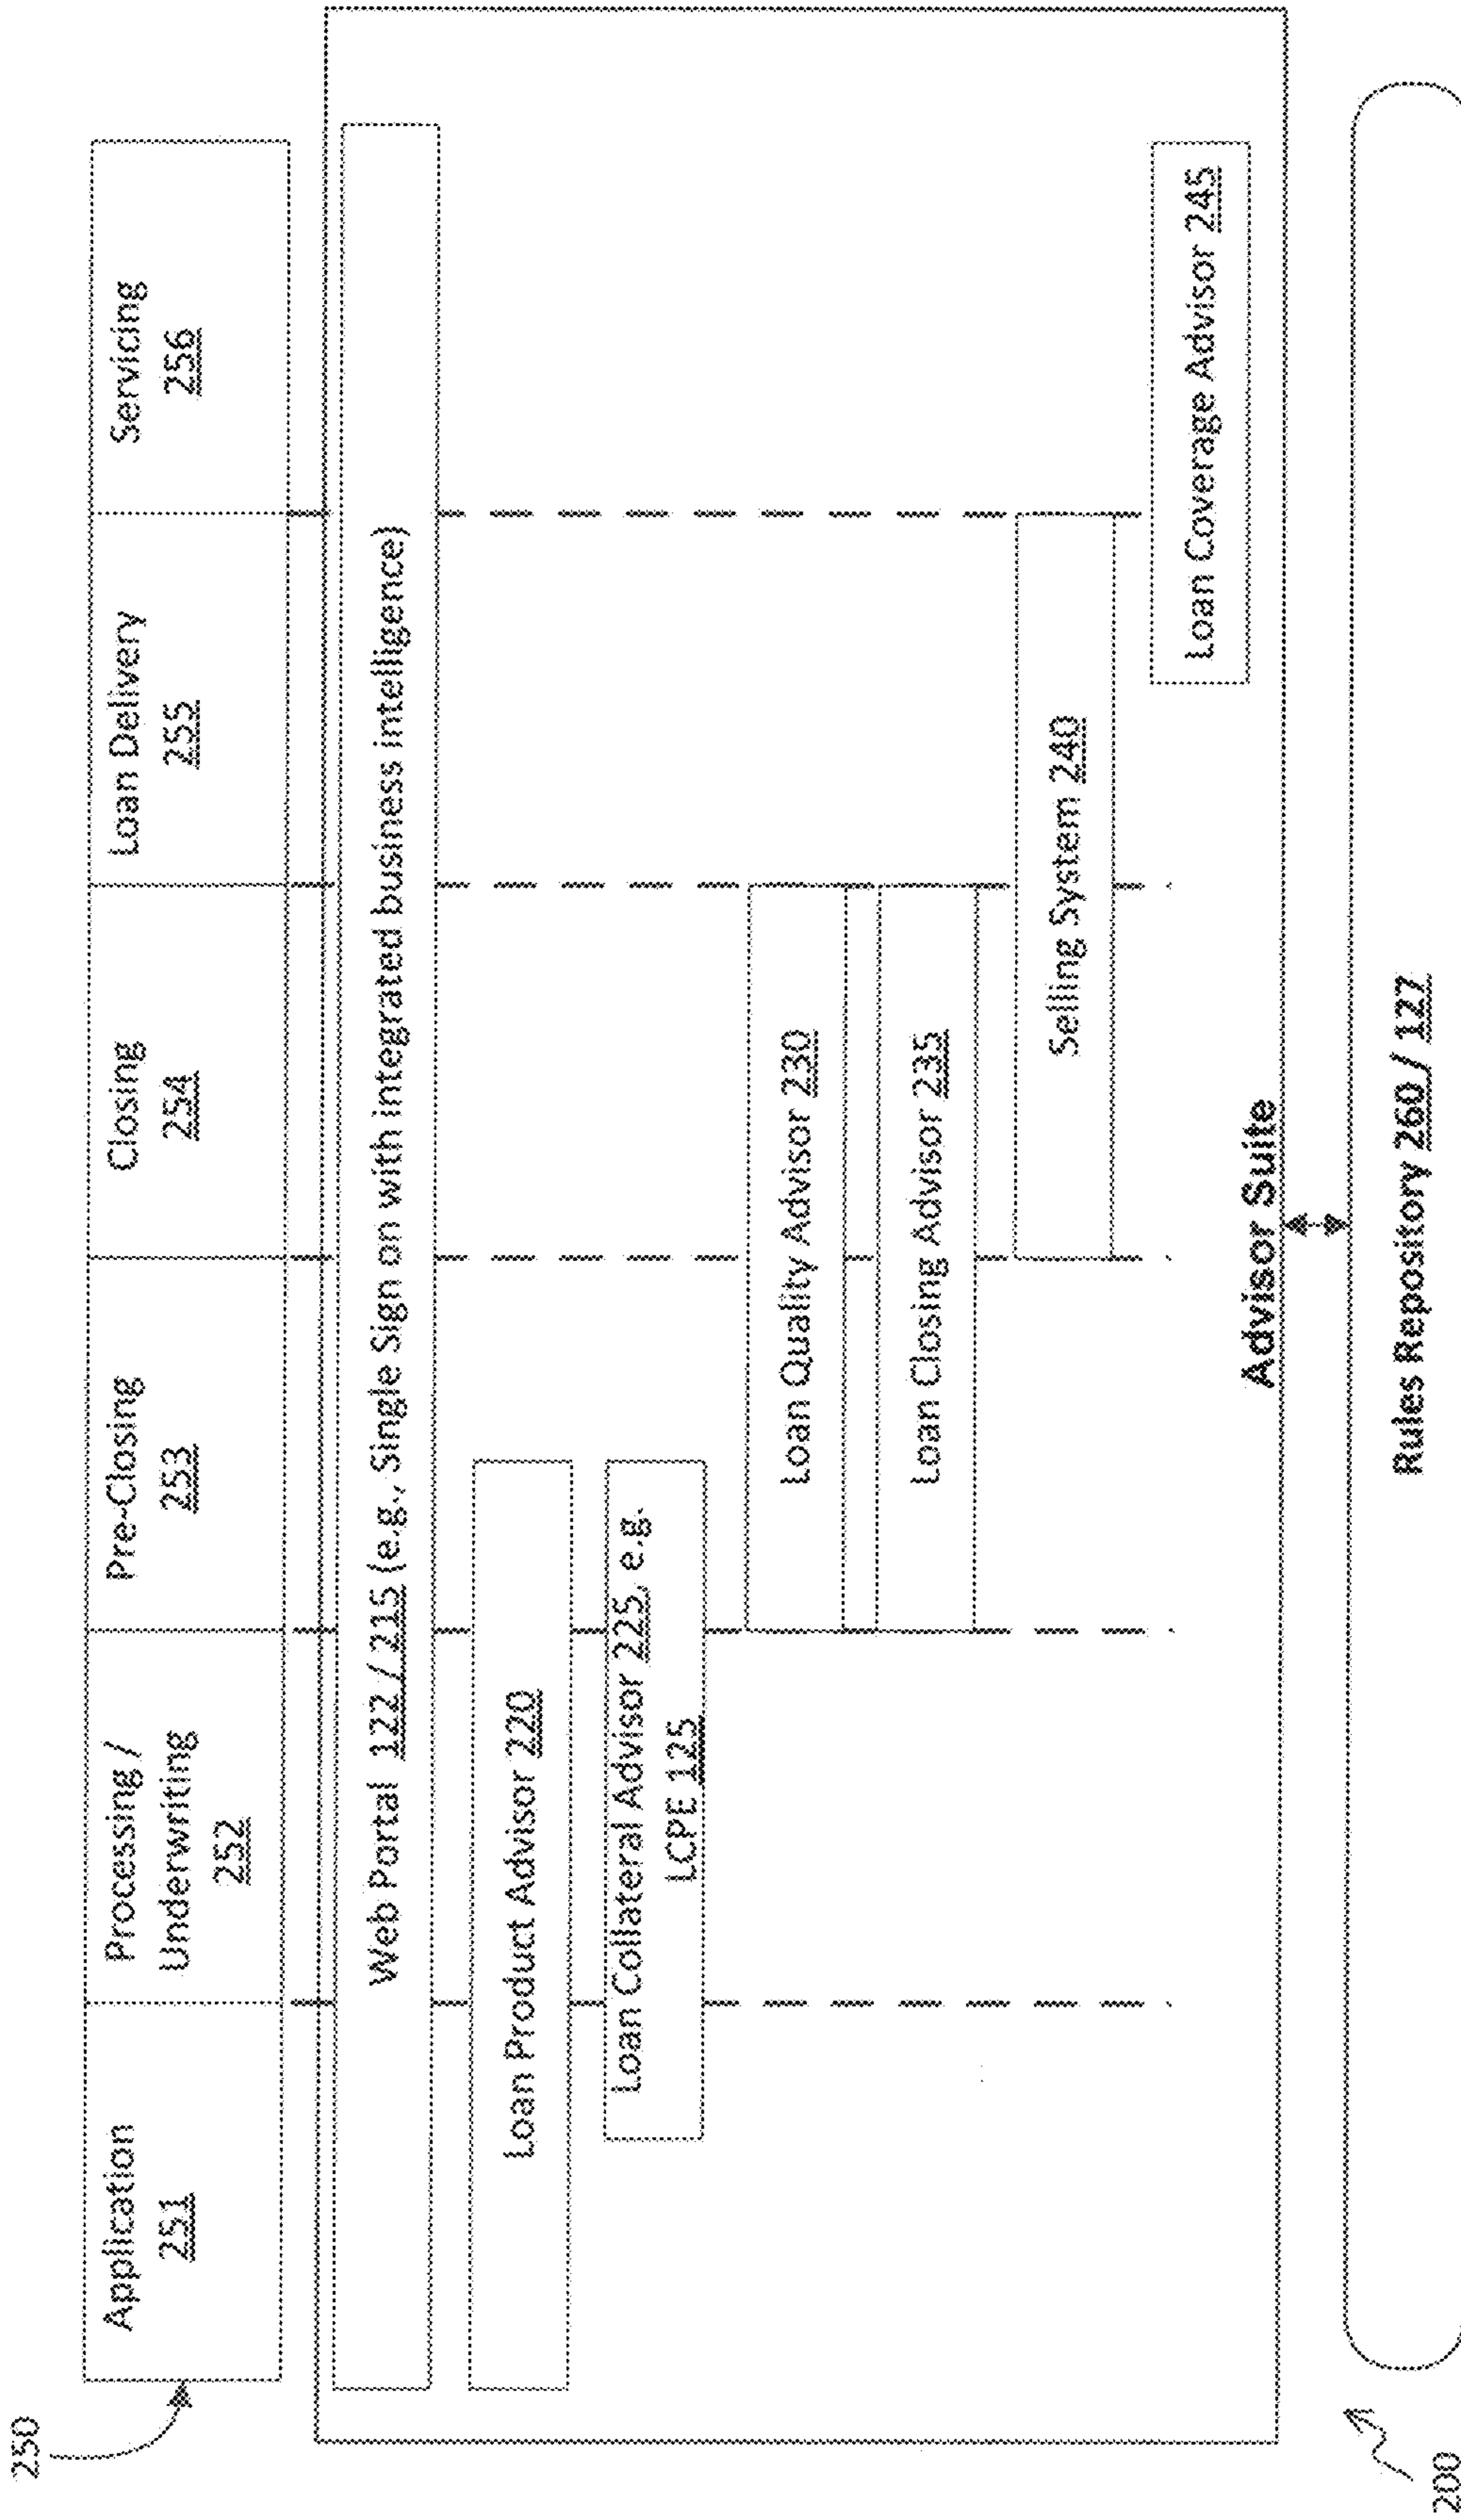 250
Application
251
Processing /
Underwriting
252
Pre-Closing
253
Closing
254
Loan Delivery
255
Servicing
256
Web Portal 122 / 215 (e.g., Single Sign on with integrated business intelligence)
Loan Product Advisor 220
Loan Collateral Advisor 225, e.g.
LCPE 125
Loan Quality Advisor 230
Loan Closing Advisor 235
Selling System 240
Loan Coverage Advisor 245
Advisor Suite
Rules Repository 260 / 127
200